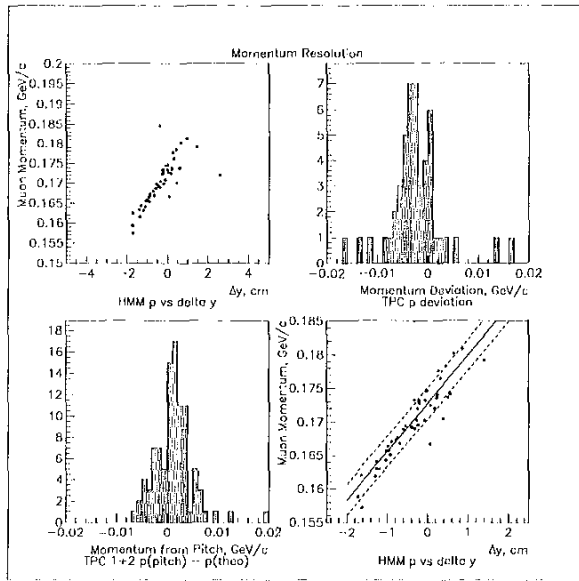 Momentum Resolution
Muon Momentum, GeV/c
0.2
0.195
0.19
0.185
0.18
0.175
0.17
0.165
0.16
0.155
0.15
−4 −2 0 2 4
Δy, cm
HMM p vs delta y
7
6
5
4
3
2
1
0
−0.02 −0.01 0 0.01 0.02
Momentum Deviation, GeV/c
TPC p deviation
18
16
14
12
10
8
6
4
2
0
−0.02 −0.01 0 0.01 0.02
Momentum from Pitch, GeV/c
TPC 1+2 p(pitch) -- p(theo)
Muon Momentum, GeV/c
0.185
0.18
0.175
0.17
0.165
0.16
0.155
−2 −1 0 1 2
Δy, cm
HMM p vs delta y